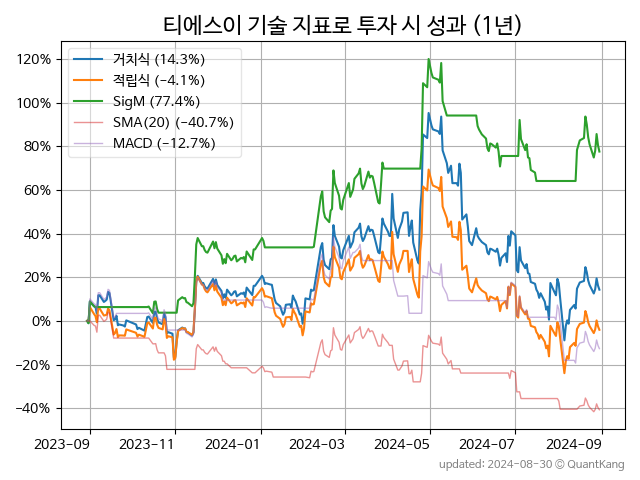 티에스이 기술 지표로 투자 시 성과 (1년)
거치식 (14.3%)
적립식 (−4.1%)
SigM (77.4%)
SMA(20) (−40.7%)
MACD (−12.7%)
120%
100%
80%
60%
40%
20%
0%
−20%
−40%
2023-09 2023-11 2024-01 2024-03 2024-05 2024-07 2024-09
updated: 2024-08-30 © QuantKang